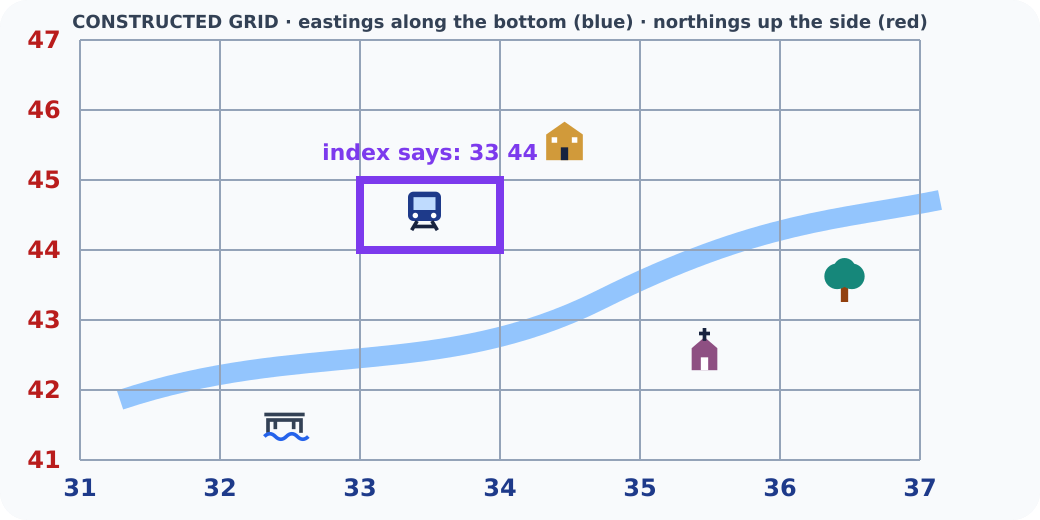 CONSTRUCTED GRID · eastings along the bottom (blue) · northings up the side (red)
47
46
index says: 33 44
45
44
43
42
41
31 32 33 34 35 36 37